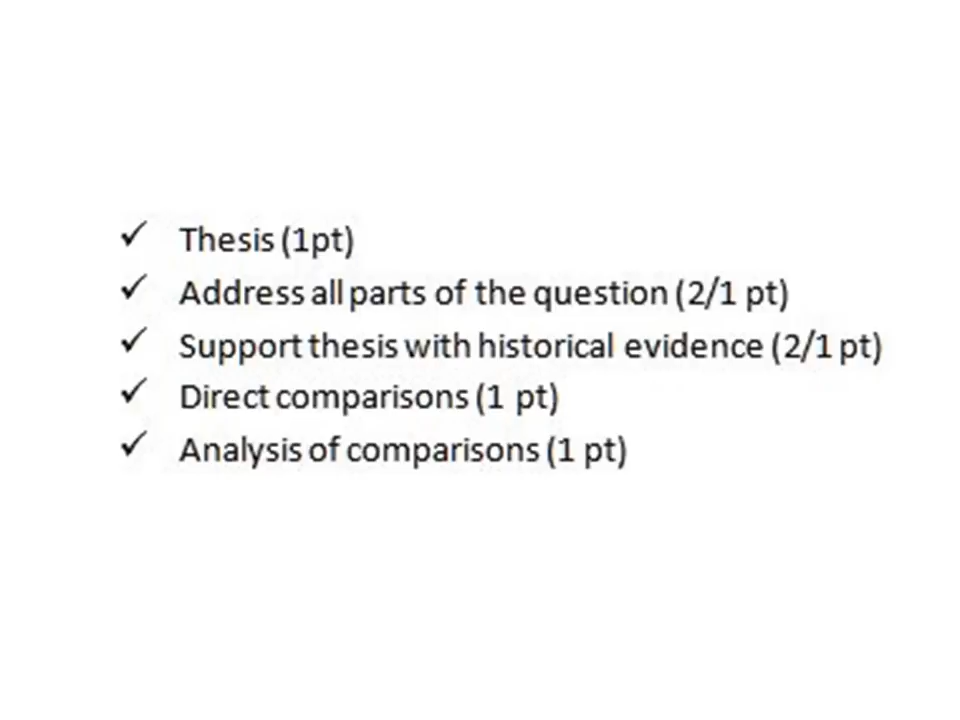 ✓ Thesis (1pt)
✓ Address all parts of the question (2/1 pt)
✓ Support thesis with historical evidence (2/1 pt)
✓ Direct comparisons (1 pt)
✓ Analysis of comparisons (1 pt)